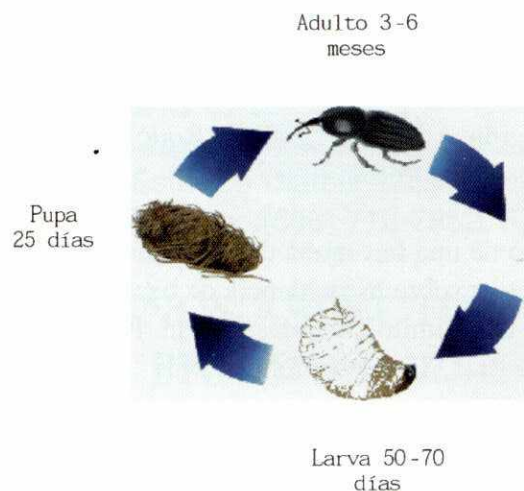 Adulto 3-6
meses
Pupa
25 días
Larva 50-70
días